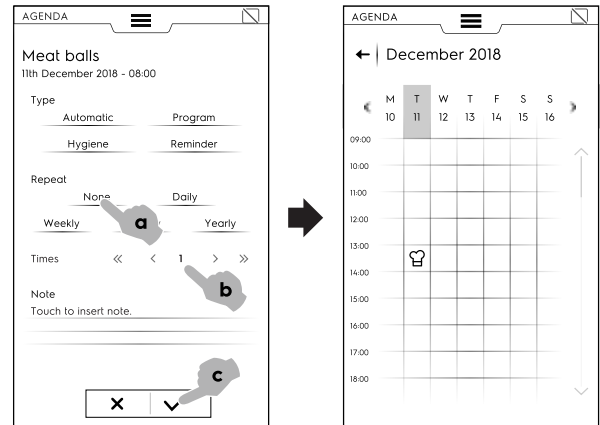 AGENDA
Meat balls
11th December 2018 - 08:00
Type
Automatic Program
Hygiene Reminder
Repeat
None Daily
a
Weekly Yearly
Times « < 1 > »
b
Note
Touch to insert note.
c
AGENDA
December 2018
M T W T F S S
10 11 12 13 14 15 16
09:00
10:00
11:00
12:00
13:00
14:00
15:00
16:00
17:00
18:00